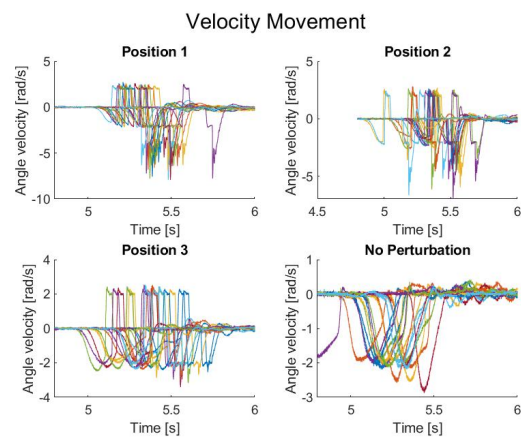 Velocity Movement
Position 1
Angle velocity [rad/s]
5
0
-5
-10
5
5.5
6
Time [s]
Position 2
Angle velocity [rad/s]
5
0
-5
4.5
5
5.5
6
Time [s]
Position 3
Angle velocity [rad/s]
4
2
0
-2
-4
5
5.5
6
Time [s]
No Perturbation
Angle velocity [rad/s]
1
0
-1
-2
-3
5
5.5
6
Time [s]